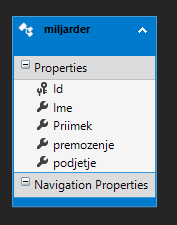 miljarder
Properties
Id
Ime
Priimek
premozenje
podjetje
Navigation Properties